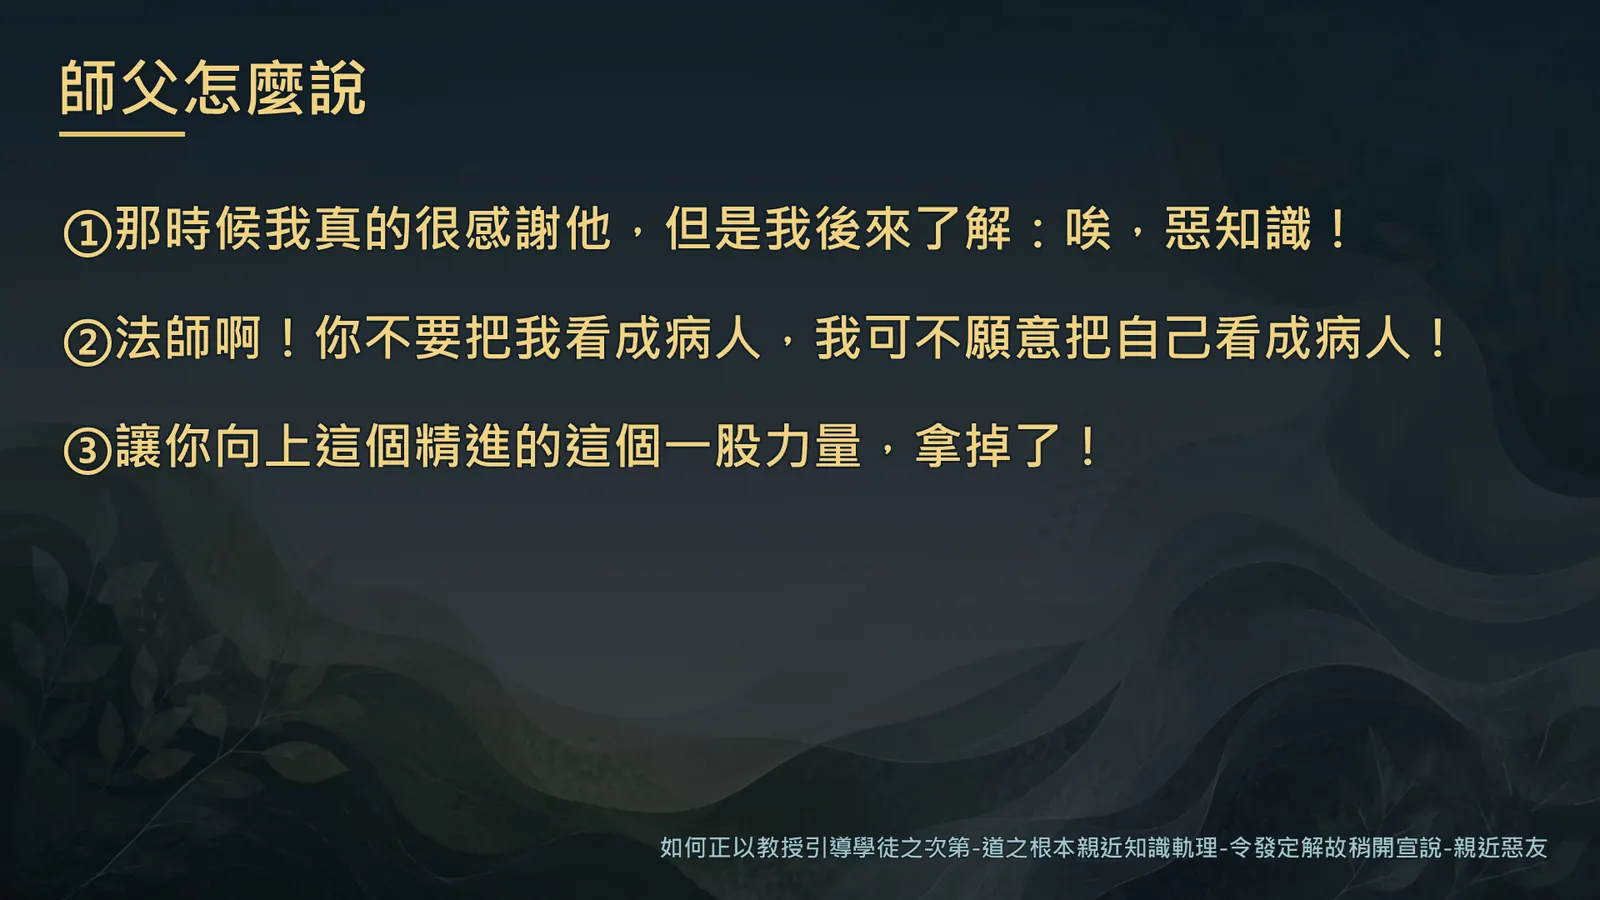 師父怎麼說
①那時候我真的很感謝他，但是我後來了解：唉，惡知識！
②法師啊！你不要把我看成病人，我可不願意把自己看成病人！
③讓你向上這個精進的這個一股力量，拿掉了！
如何正以教授引導學徒之次第-道之根本親近知識軌理-令發定解故稍開宣說-親近惡友